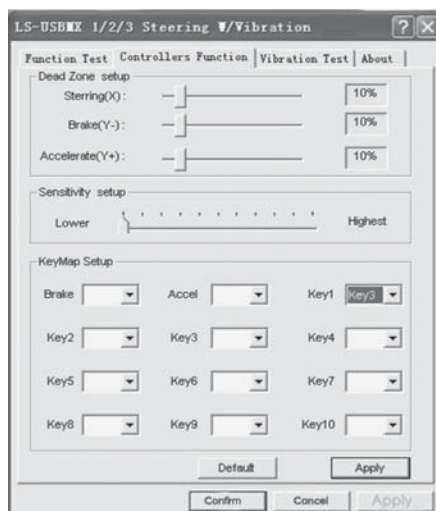 LS-USBMX 1/2/3 Steering W/Vibration
Function Test Controllers Function Vibration Test About
Dead Zone setup
Sterring(X): 10%
Brake(Y-): 10%
Accelerate(Y+): 10%
Sensitivity setup
Lower Highest
KeyMap Setup
Brake Accel Key1 Key3
Key2 Key3 Key4
Key5 Key6 Key7
Key8 Key9 Key10
Default Apply
Confirm Cancel Apply